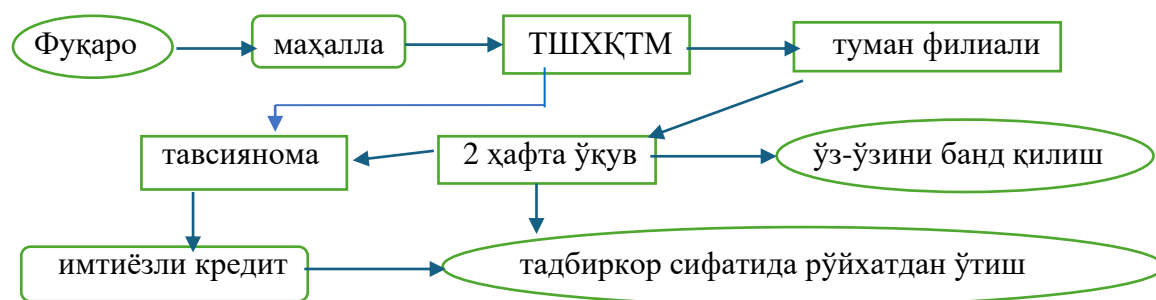 Фуқаро
маҳалла
ТШХҚТМ
туман филиали
тавсиянома
2 ҳафта ўқув
ўз-ўзини банд қилиш
имтиёзли кредит
тадбиркор сифатида рўйхатдан ўтиш